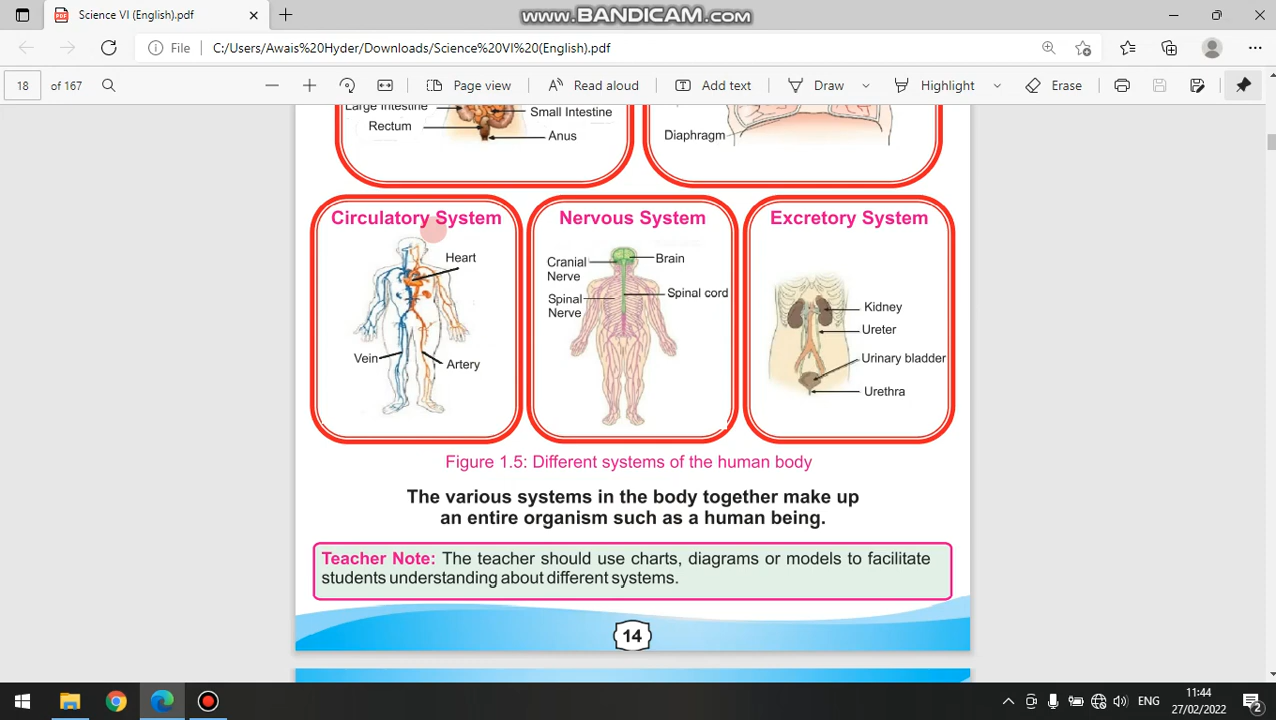 Science VI (English).pdf
WWW.BANDICAM.COM
File
C:/Users/Awais%20Hyder/Downloads/Science%20VI%20(English).pdf
18
of 167
Page view
Read aloud
Add text
Draw
Highlight
Erase
Large Intestine
Small Intestine
Rectum
Anus
Diaphragm
Circulatory System
Heart
Vein
Artery
Nervous System
Cranial
Nerve
Brain
Spinal
Nerve
Spinal cord
Excretory System
Kidney
Ureter
Urinary bladder
Urethra
Figure 1.5: Different systems of the human body
The various systems in the body together make up
an entire organism such as a human being.
Teacher Note: The teacher should use charts, diagrams or models to facilitate
students understanding about different systems.
14
ENG
11:44
27/02/2022
2